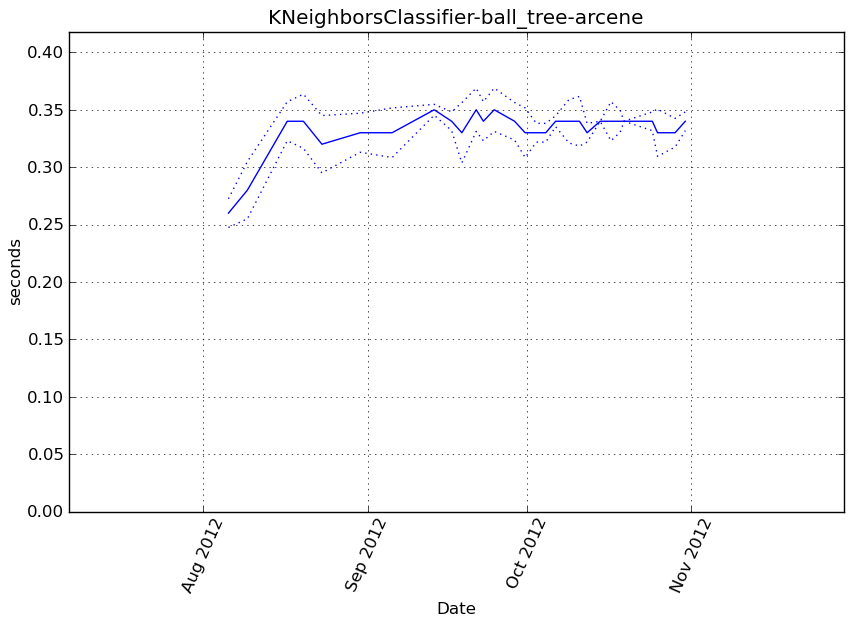 KNeighborsClassifier-ball_tree-arcene
0.40
0.35
0.30
0.25
0.20
0.15
0.10
0.05
0.00
seconds
Aug 2012
Sep 2012
Oct 2012
Nov 2012
Date